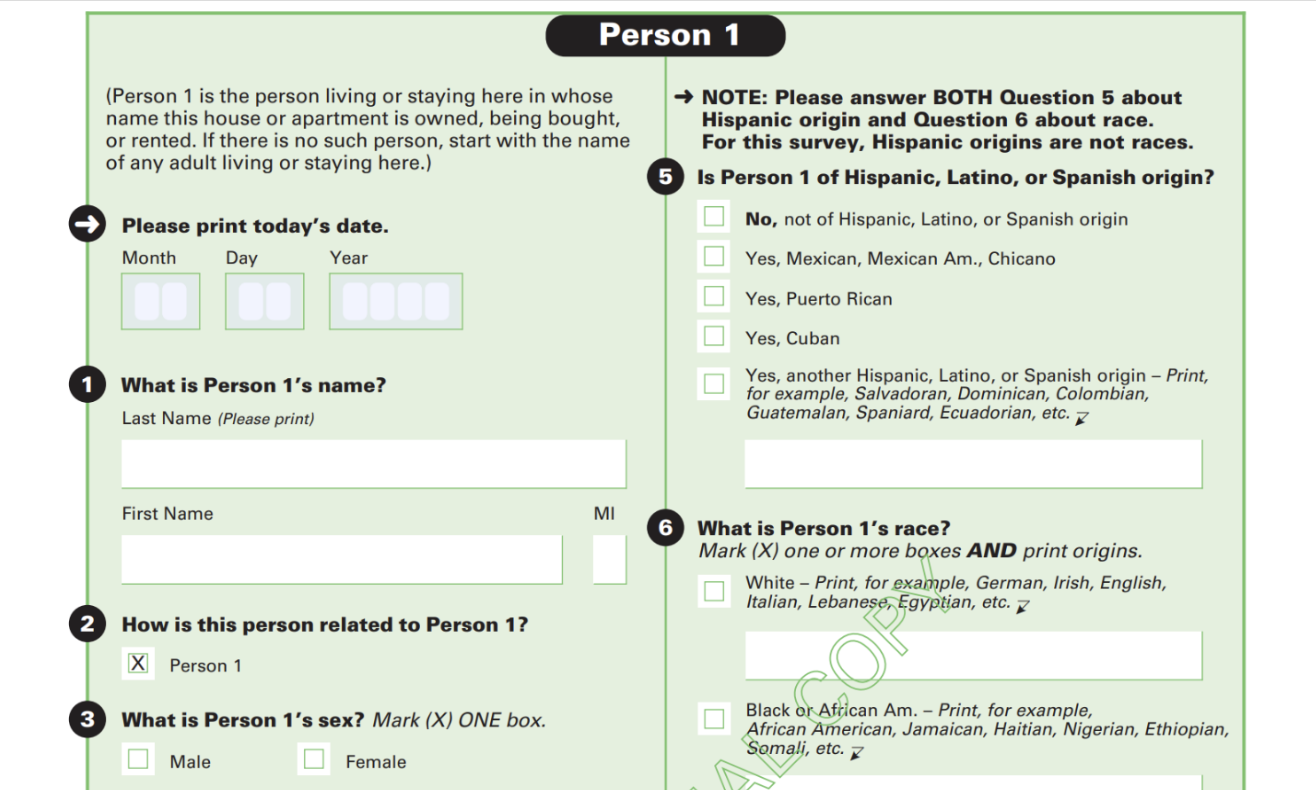 Person 1
(Person 1 is the person living or staying here in whose
name this house or apartment is owned, being bought,
or rented. If there is no such person, start with the name
of any adult living or staying here.)
➜ Please print today's date.
Month Day Year
1 What is Person 1's name?
Last Name (Please print)
First Name MI
2 How is this person related to Person 1?
X Person 1
3 What is Person 1's sex? Mark (X) ONE box.
Male Female
➜ NOTE: Please answer BOTH Question 5 about
Hispanic origin and Question 6 about race.
For this survey, Hispanic origins are not races.
5 Is Person 1 of Hispanic, Latino, or Spanish origin?
No, not of Hispanic, Latino, or Spanish origin
Yes, Mexican, Mexican Am., Chicano
Yes, Puerto Rican
Yes, Cuban
Yes, another Hispanic, Latino, or Spanish origin – Print,
for example, Salvadoran, Dominican, Colombian,
Guatemalan, Spaniard, Ecuadorian, etc.
6 What is Person 1's race?
Mark (X) one or more boxes AND print origins.
White – Print, for example, German, Irish, English,
Italian, Lebanese, Egyptian, etc.
Black or African Am. – Print, for example,
African American, Jamaican, Haitian, Nigerian, Ethiopian,
Somali, etc.
COPY